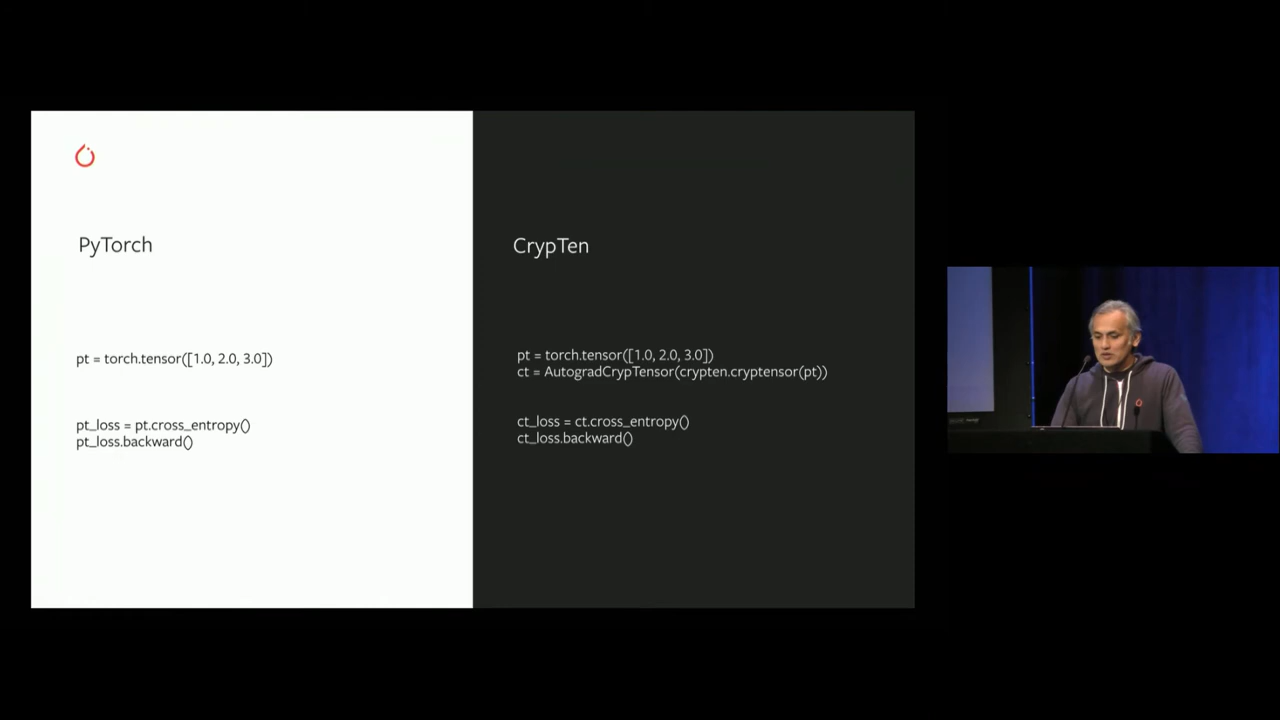 PyTorch
pt = torch.tensor([1.0, 2.0, 3.0])
pt_loss = pt.cross_entropy()
pt_loss.backward()
CrypTen
pt = torch.tensor([1.0, 2.0, 3.0])
ct = AutogradCrypTensor(crypten.cryptensor(pt))
ct_loss = ct.cross_entropy()
ct_loss.backward()